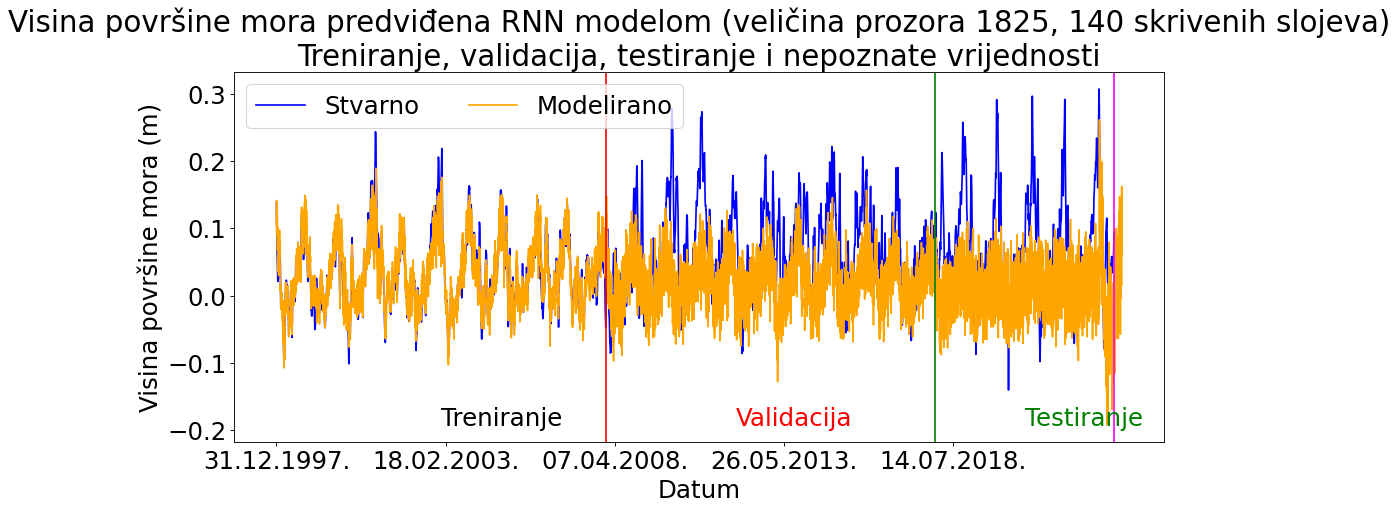 Visina površine mora predviđena RNN modelom (veličina prozora 1825, 140 skrivenih slojeva)
Treniranje, validacija, testiranje i nepoznate vrijednosti
Stvarno Modelirano
Visina površine mora (m)
0.3
0.2
0.1
0.0
−0.1
−0.2
Treniranje Validacija Testiranje
31.12.1997. 18.02.2003. 07.04.2008. 26.05.2013. 14.07.2018.
Datum